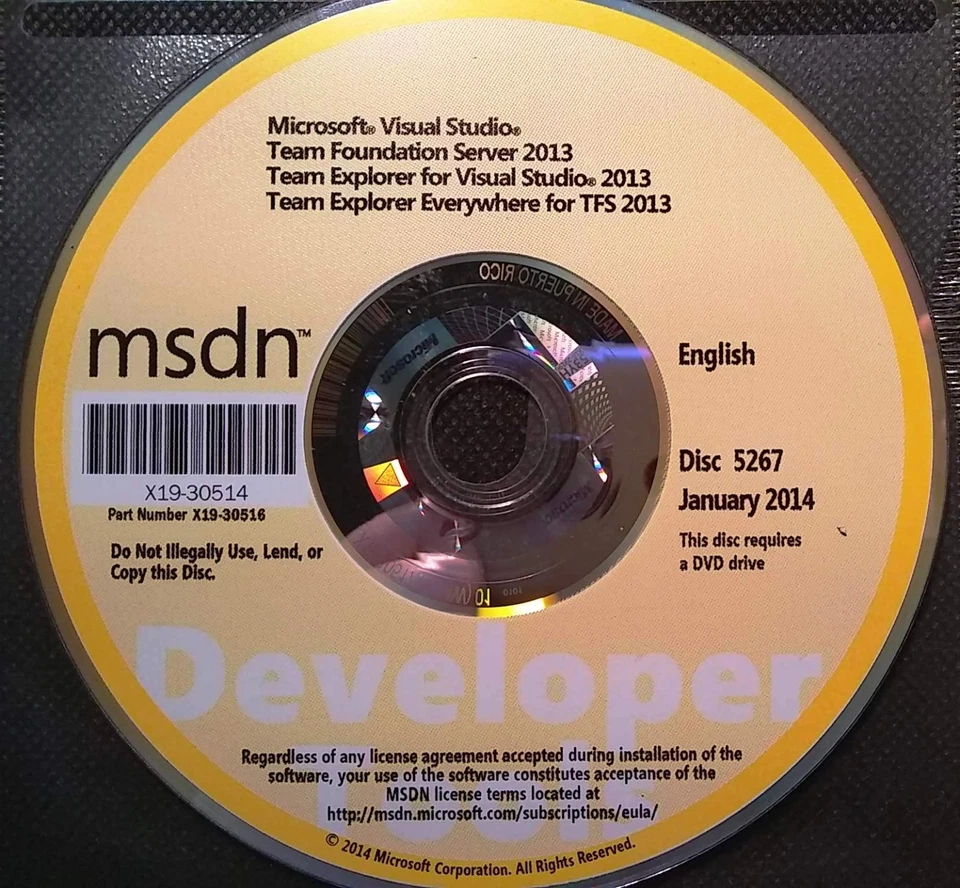 Microsoft® Visual Studio®
Team Foundation Server 2013
Team Explorer for Visual Studio® 2013
Team Explorer Everywhere for TFS 2013
MADE IN PUERTO RICO
msdn™
Microsoft
English
X19-30514
Part Number X19-30516
Disc 5267
January 2014
Do Not Illegally Use, Lend, or
Copy this Disc.
This disc requires
a DVD drive
1010
Developer
Tools
Regardless of any license agreement accepted during installation of the
software, your use of the software constitutes acceptance of the
MSDN license terms located at
http://msdn.microsoft.com/subscriptions/eula/
© 2014 Microsoft Corporation. All Rights Reserved.